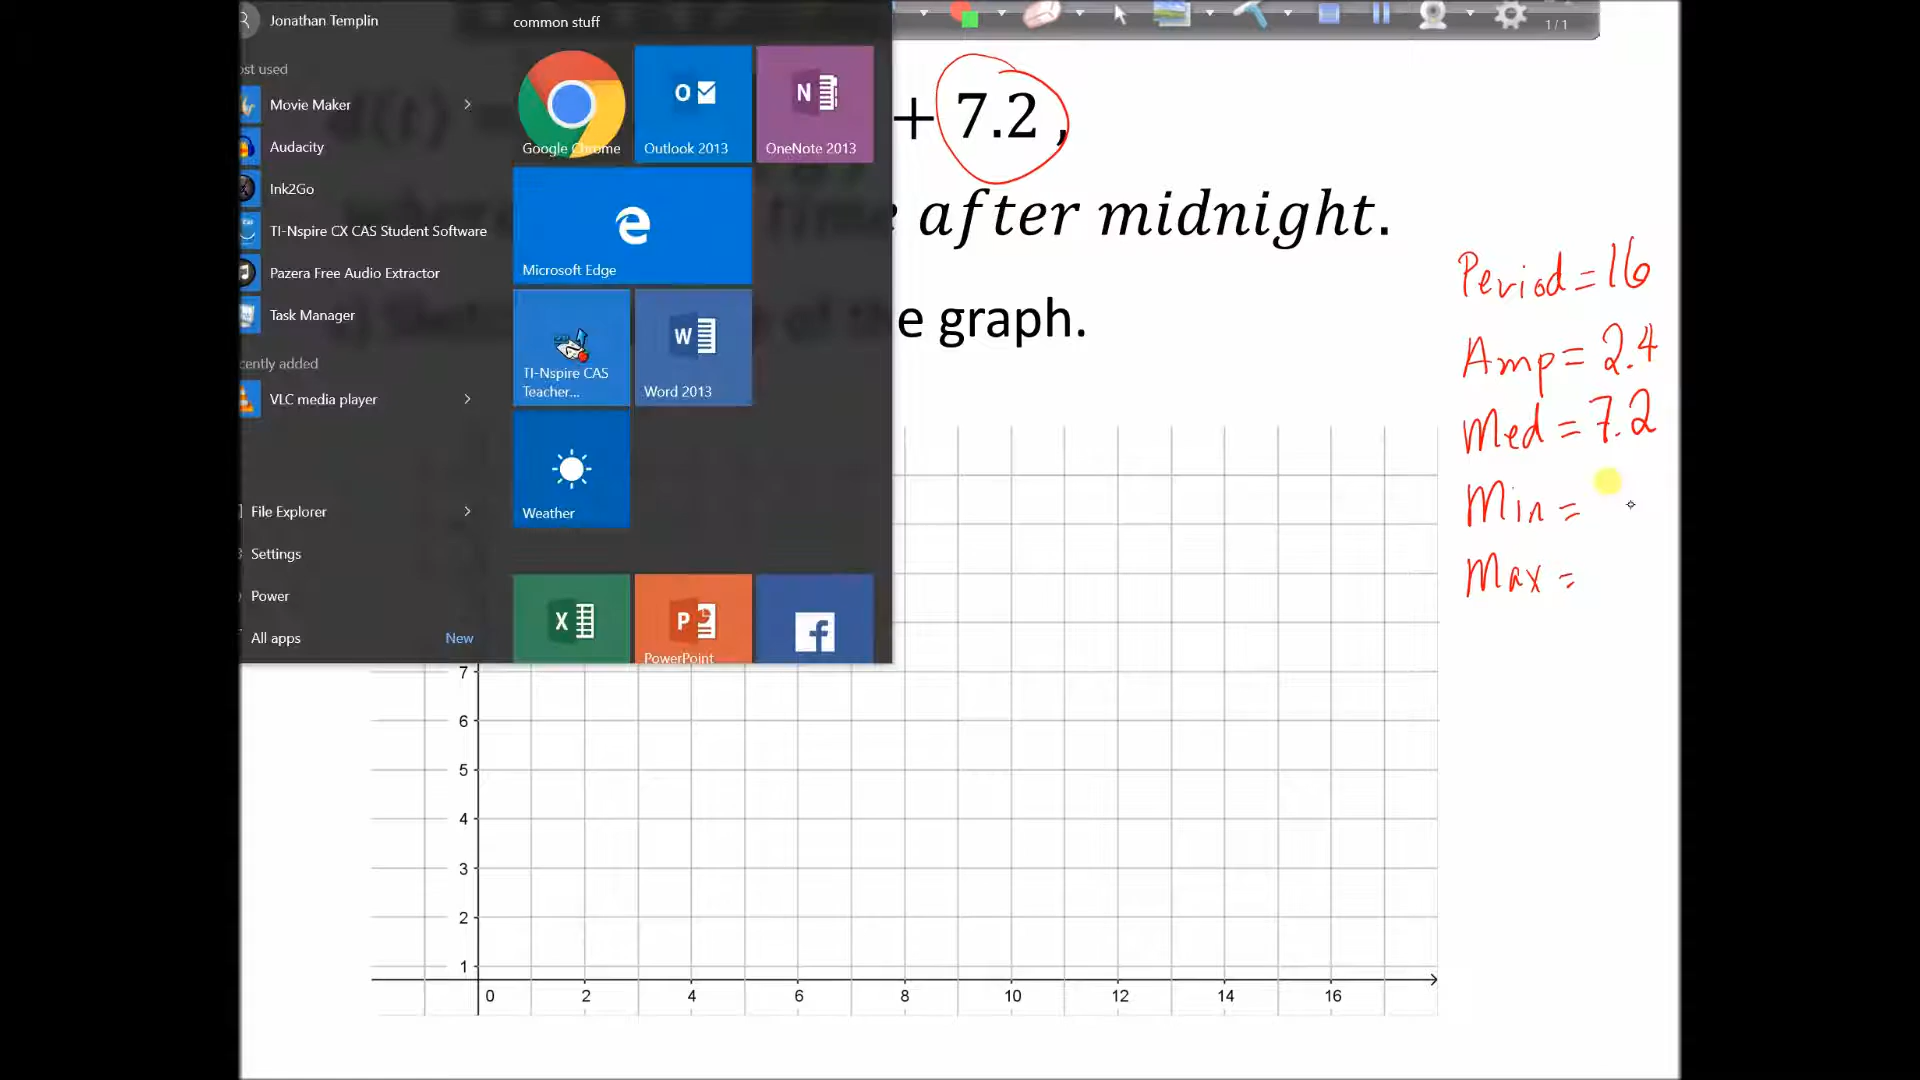 Jonathan Templin
common stuff
1/1
ost used
Movie Maker
Audacity
Ink2Go
TI-Nspire CX CAS Student Software
Pazera Free Audio Extractor
Task Manager
cently added
VLC media player
File Explorer
Settings
Power
All apps New
Google Chrome
Outlook 2013
OneNote 2013
Microsoft Edge
TI-Nspire CAS
Teacher...
Word 2013
Weather
PowerPoint
d(t) = + 7.2 ,
where time after midnight.
e graph.
Period = 16
Amp = 2.4
Med = 7.2
Min =
Max =
7
6
5
4
3
2
1
0 2 4 6 8 10 12 14 16